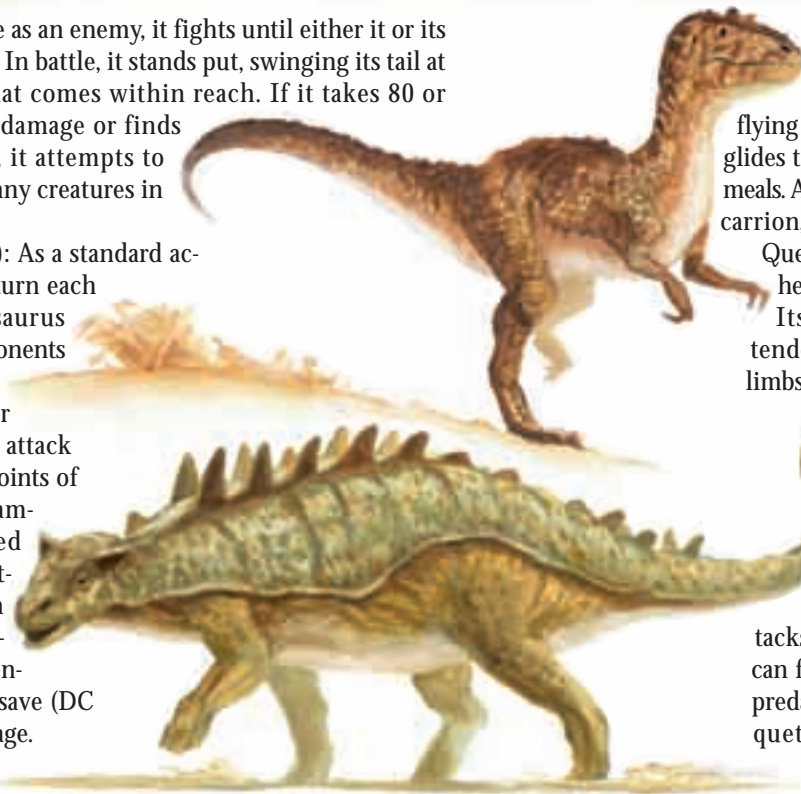 e as an enemy, it fights until either it or its
In battle, it stands put, swinging its tail at
at comes within reach. If it takes 80 or
damage or finds
it attempts to
any creatures in
): As a standard ac-
urn each
saurus
onents
r
attack
oints of
am-
ed
t-
n
-
n-
save (DC
ge.
flying
glides t
meals. A
carrion,
Que
he
Its
tend
limbs
tacks
can f
preda
quet